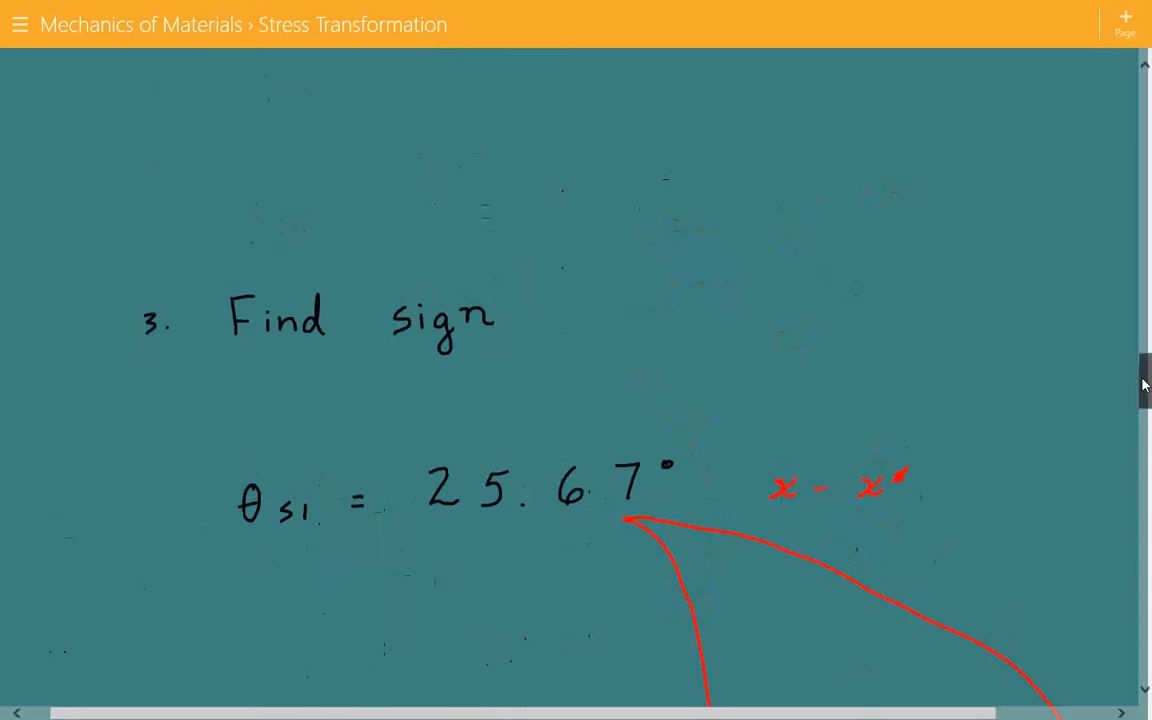 Mechanics of Materials › Stress Transformation
Page
3. Find sign
θs1 = 25.67° x - x*